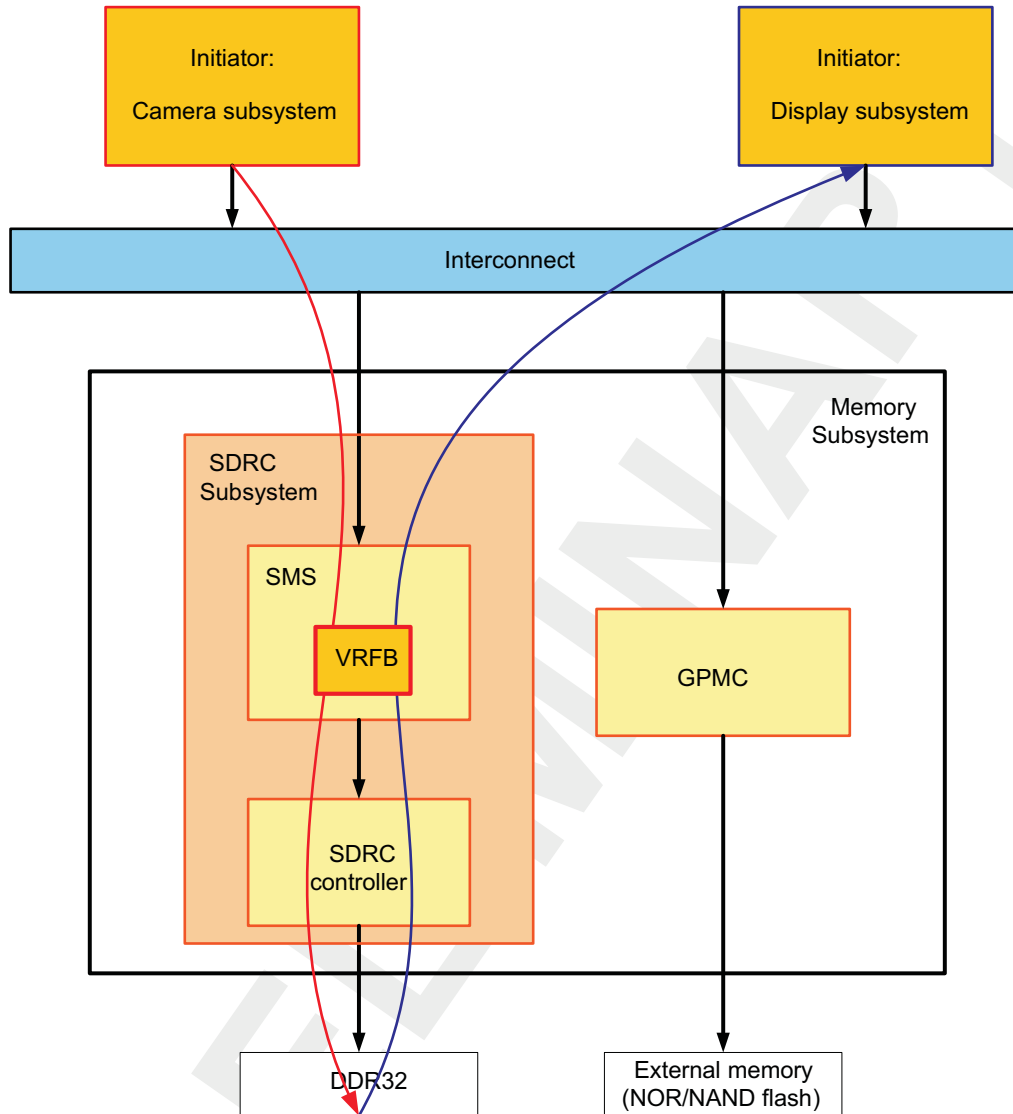 Initiator:
Camera subsystem
Initiator:
Display subsystem
Interconnect
Memory
Subsystem
SDRC
Subsystem
SMS
VRFB
GPMC
SDRC
controller
DDR32
External memory
(NOR/NAND flash)